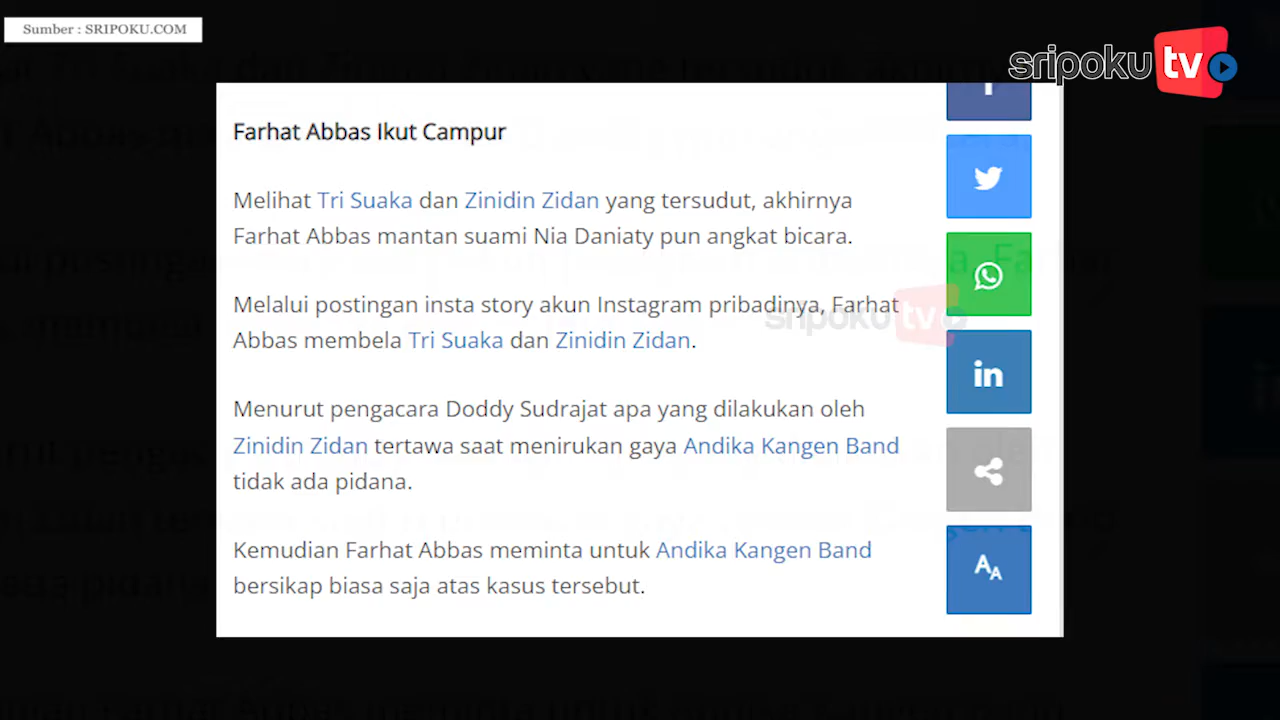 Sumber : SRIPOKU.COM
sripoku tv
Farhat Abbas Ikut Campur
Melihat Tri Suaka dan Zinidin Zidan yang tersudut, akhirnya
Farhat Abbas mantan suami Nia Daniaty pun angkat bicara.
Melalui postingan insta story akun Instagram pribadinya, Farhat
Abbas membela Tri Suaka dan Zinidin Zidan.
sripoku tv
Menurut pengacara Doddy Sudrajat apa yang dilakukan oleh
Zinidin Zidan tertawa saat menirukan gaya Andika Kangen Band
tidak ada pidana.
Kemudian Farhat Abbas meminta untuk Andika Kangen Band
bersikap biasa saja atas kasus tersebut.
in
AA